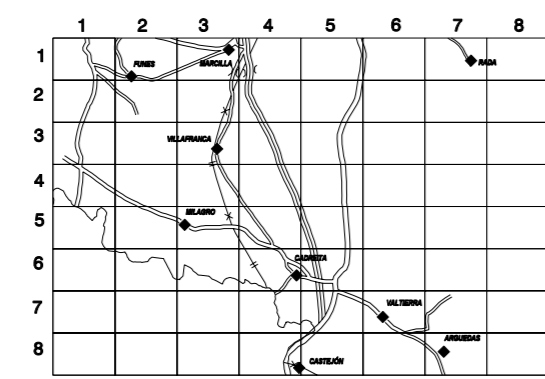 1 2 3 4 5 6 7 8
1
FUNES
MARCILLA
RADA
2
3
VILLAFRANCA
4
5
MILAGRO
6
CADREITA
7
VALTIERRA
8
ARGUEDAS
CASTEJÓN